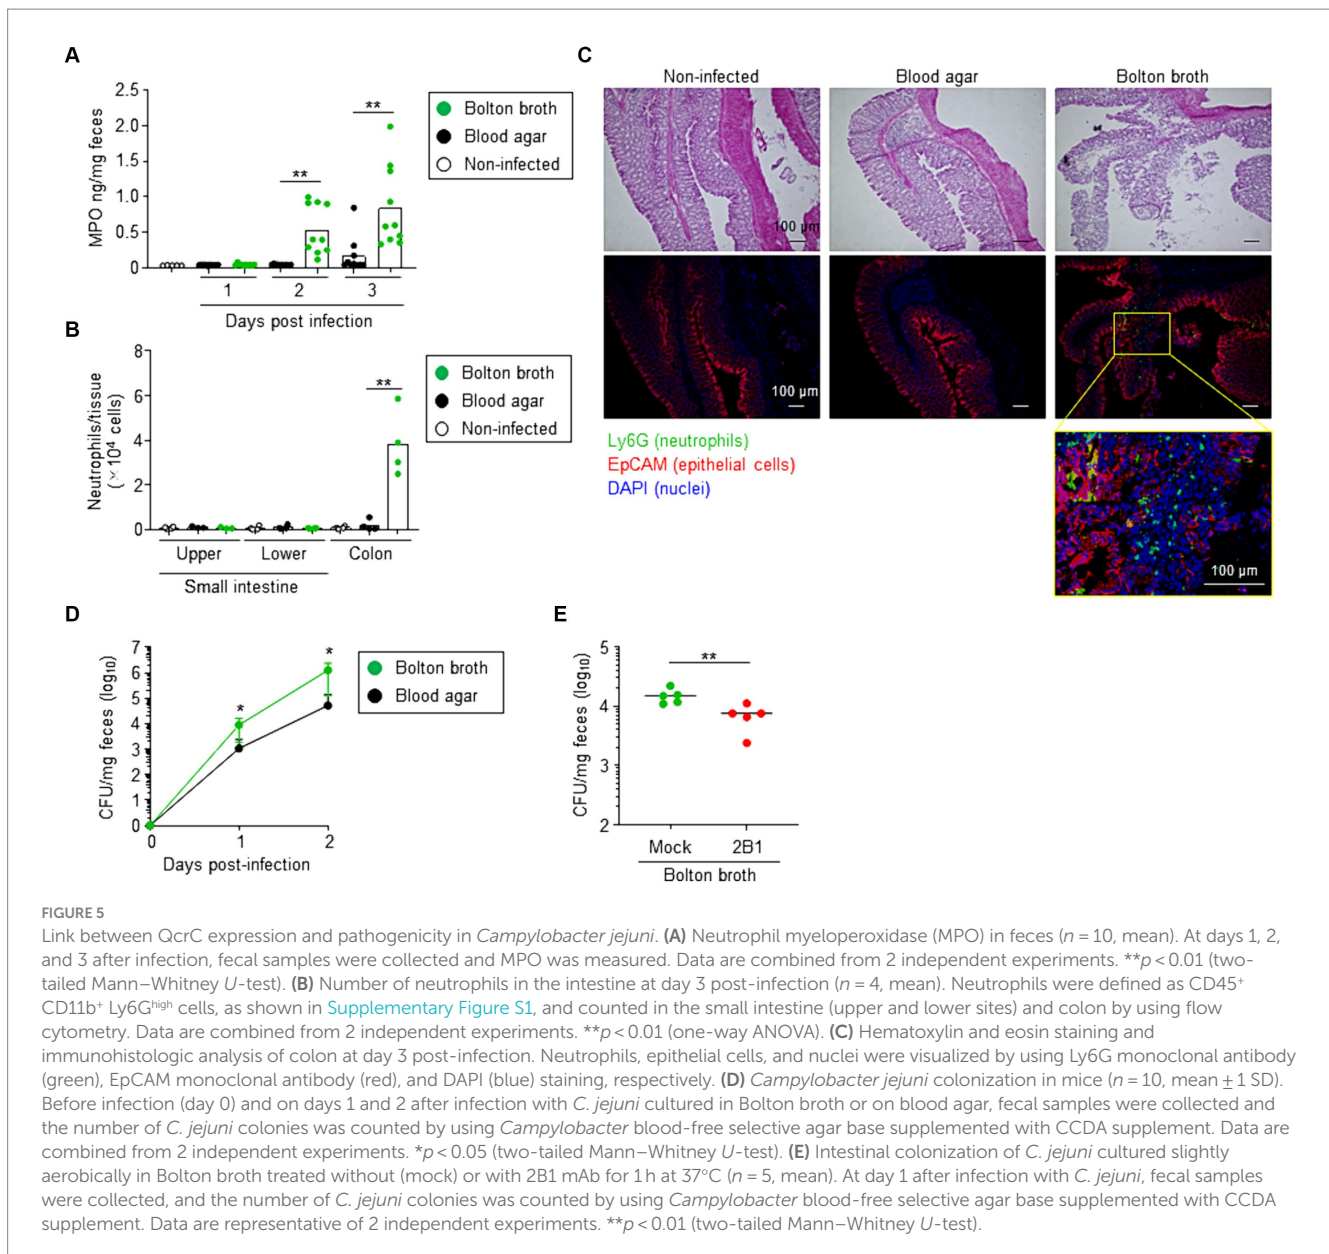 A
MPO ng/mg feces
2.5
2.0
1.5
1.0
0.5
0
**
**
1
2
3
Days post infection
Bolton broth
Blood agar
Non-infected
B
Neutrophils/tissue
(×10⁴ cells)
8
6
4
2
0
**
Upper
Lower
Colon
Small intestine
Bolton broth
Blood agar
Non-infected
C
Non-infected
Blood agar
Bolton broth
100 µm
100 µm
Ly6G (neutrophils)
EpCAM (epithelial cells)
DAPI (nuclei)
100 µm
D
CFU/mg feces (log₁₀)
7
6
5
4
3
2
1
0
*
*
0
1
2
Days post-infection
Bolton broth
Blood agar
E
CFU/mg feces (log₁₀)
5
4
3
2
**
Mock
2B1
Bolton broth
FIGURE 5
Link between QcrC expression and pathogenicity in Campylobacter jejuni. (A) Neutrophil myeloperoxidase (MPO) in feces (n = 10, mean). At days 1, 2,
and 3 after infection, fecal samples were collected and MPO was measured. Data are combined from 2 independent experiments. **p < 0.01 (two-
tailed Mann–Whitney U-test). (B) Number of neutrophils in the intestine at day 3 post-infection (n = 4, mean). Neutrophils were defined as CD45⁺
CD11b⁺ Ly6Gʰⁱᵍʰ cells, as shown in Supplementary Figure S1, and counted in the small intestine (upper and lower sites) and colon by using flow
cytometry. Data are combined from 2 independent experiments. **p < 0.01 (one-way ANOVA). (C) Hematoxylin and eosin staining and
immunohistologic analysis of colon at day 3 post-infection. Neutrophils, epithelial cells, and nuclei were visualized by using Ly6G monoclonal antibody
(green), EpCAM monoclonal antibody (red), and DAPI (blue) staining, respectively. (D) Campylobacter jejuni colonization in mice (n = 10, mean ± 1 SD).
Before infection (day 0) and on days 1 and 2 after infection with C. jejuni cultured in Bolton broth or on blood agar, fecal samples were collected and
the number of C. jejuni colonies was counted by using Campylobacter blood-free selective agar base supplemented with CCDA supplement. Data are
combined from 2 independent experiments. *p < 0.05 (two-tailed Mann–Whitney U-test). (E) Intestinal colonization of C. jejuni cultured slightly
aerobically in Bolton broth treated without (mock) or with 2B1 mAb for 1 h at 37°C (n = 5, mean). At day 1 after infection with C. jejuni, fecal samples
were collected, and the number of C. jejuni colonies was counted by using Campylobacter blood-free selective agar base supplemented with CCDA
supplement. Data are representative of 2 independent experiments. **p < 0.01 (two-tailed Mann–Whitney U-test).